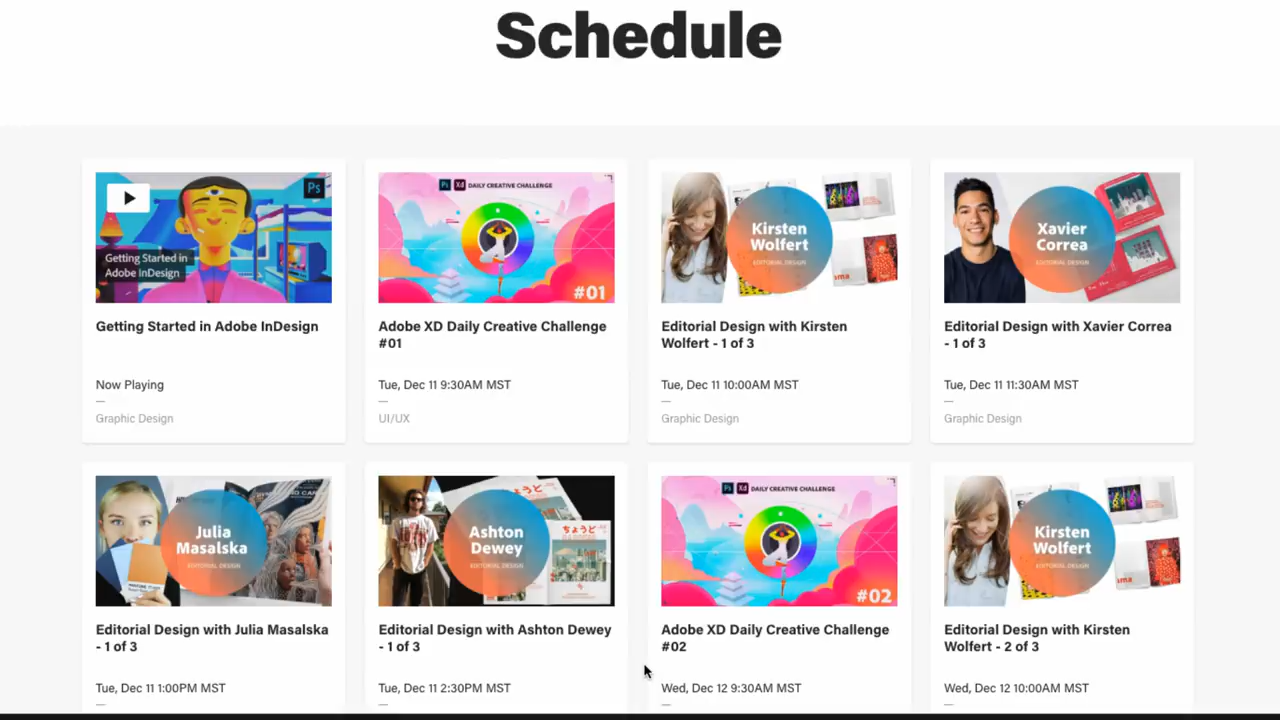 Schedule
Ps
Getting Started in
Adobe InDesign
Getting Started in Adobe InDesign
Now Playing
—
Graphic Design
Ps Xd DAILY CREATIVE CHALLENGE
#01
Adobe XD Daily Creative Challenge
#01
Tue, Dec 11 9:30AM MST
—
UI/UX
Kirsten
Wolfert
EDITORIAL DESIGN
Editorial Design with Kirsten
Wolfert - 1 of 3
Tue, Dec 11 10:00AM MST
—
Graphic Design
Xavier
Correa
EDITORIAL DESIGN
Editorial Design with Xavier Correa
- 1 of 3
Tue, Dec 11 11:30AM MST
—
Graphic Design
Julia
Masalska
EDITORIAL DESIGN
Editorial Design with Julia Masalska
- 1 of 3
Tue, Dec 11 1:00PM MST
—
Ashton
Dewey
EDITORIAL DESIGN
ちょうど
Editorial Design with Ashton Dewey
- 1 of 3
Tue, Dec 11 2:30PM MST
—
Ps Xd DAILY CREATIVE CHALLENGE
#02
Adobe XD Daily Creative Challenge
#02
Wed, Dec 12 9:30AM MST
—
Kirsten
Wolfert
EDITORIAL DESIGN
Editorial Design with Kirsten
Wolfert - 2 of 3
Wed, Dec 12 10:00AM MST
—